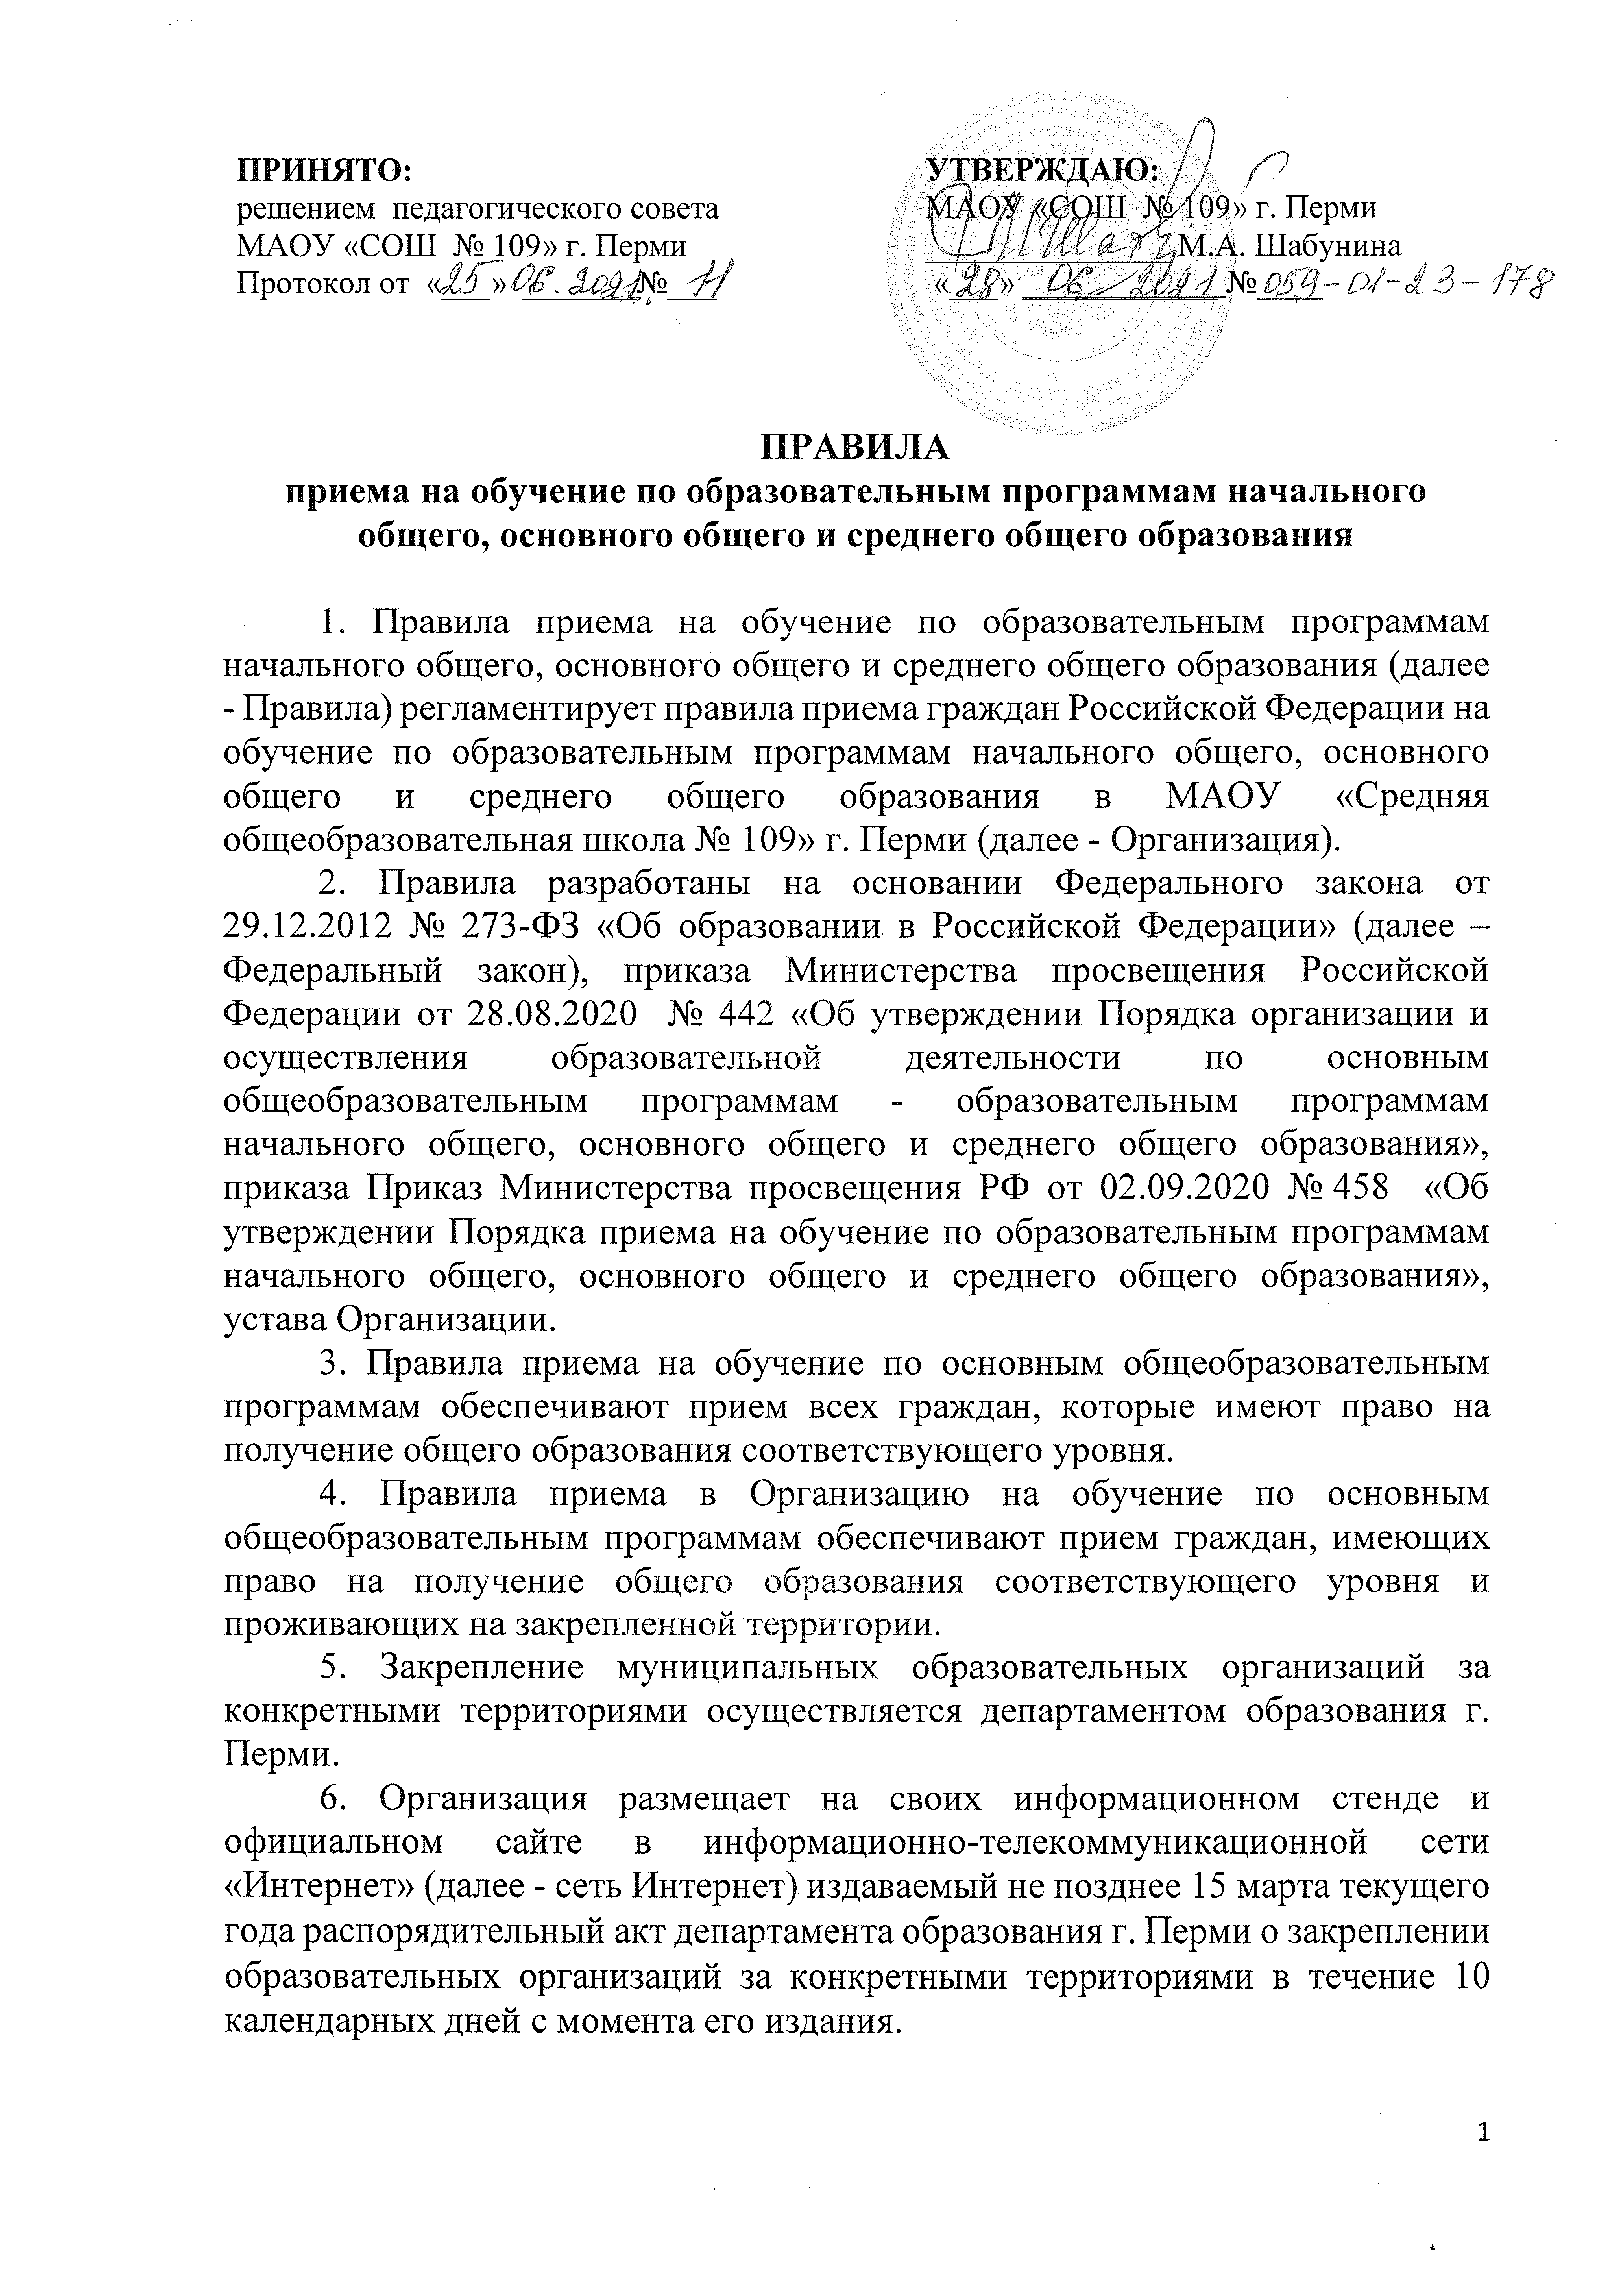 ПРИНЯТО:
решением педагогического совета
МАОУ «СОШ № 109» г. Перми
Протокол от «25» 06. 2021 № 11
УТВЕРЖДАЮ:
МАОУ «СОШ № 109» г. Перми
М.А. Шабунина
«28» 06 2021 № 059-01-23-178
ПРАВИЛА
приема на обучение по образовательным программам начального
общего, основного общего и среднего общего образования
1. Правила приема на обучение по образовательным программам
начального общего, основного общего и среднего общего образования (далее
- Правила) регламентирует правила приема граждан Российской Федерации на
обучение по образовательным программам начального общего, основного
общего и среднего общего образования в МАОУ «Средняя
общеобразовательная школа № 109» г. Перми (далее - Организация).
2. Правила разработаны на основании Федерального закона от
29.12.2012 № 273-ФЗ «Об образовании в Российской Федерации» (далее –
Федеральный закон), приказа Министерства просвещения Российской
Федерации от 28.08.2020 № 442 «Об утверждении Порядка организации и
осуществления образовательной деятельности по основным
общеобразовательным программам - образовательным программам
начального общего, основного общего и среднего общего образования»,
приказа Приказ Министерства просвещения РФ от 02.09.2020 № 458 «Об
утверждении Порядка приема на обучение по образовательным программам
начального общего, основного общего и среднего общего образования»,
устава Организации.
3. Правила приема на обучение по основным общеобразовательным
программам обеспечивают прием всех граждан, которые имеют право на
получение общего образования соответствующего уровня.
4. Правила приема в Организацию на обучение по основным
общеобразовательным программам обеспечивают прием граждан, имеющих
право на получение общего образования соответствующего уровня и
проживающих на закрепленной территории.
5. Закрепление муниципальных образовательных организаций за
конкретными территориями осуществляется департаментом образования г.
Перми.
6. Организация размещает на своих информационном стенде и
официальном сайте в информационно-телекоммуникационной сети
«Интернет» (далее - сеть Интернет) издаваемый не позднее 15 марта текущего
года распорядительный акт департамента образования г. Перми о закреплении
образовательных организаций за конкретными территориями в течение 10
календарных дней с момента его издания.
1